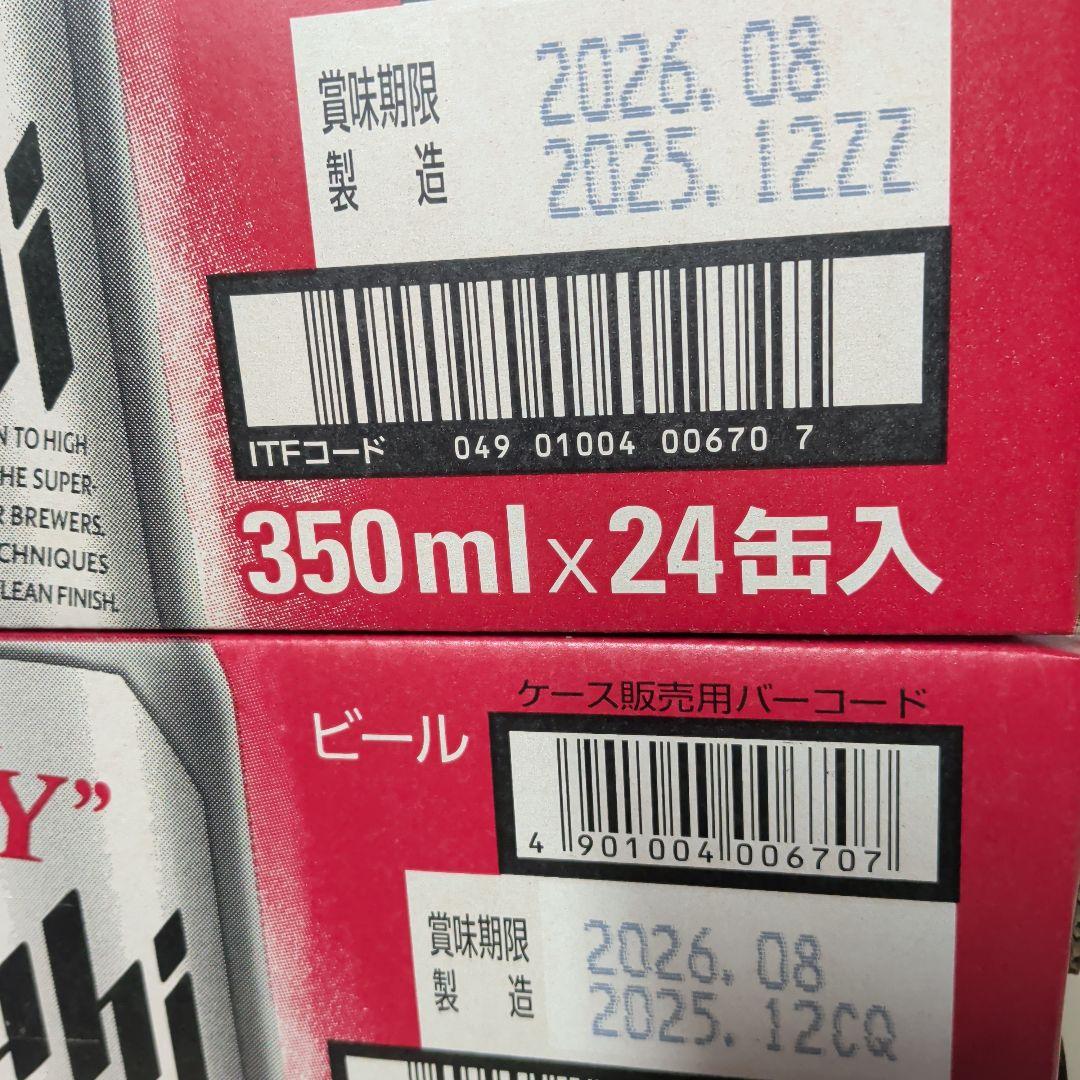 賞味期限 2026.08
製造 2025.12ZZ
ITFコード 049 01004 00670 7
350ml×24缶入
N TO HIGH
HE SUPER-
R BREWERS.
CHNIQUES
LEAN FINISH.
ケース販売用バーコード
ビール
4 901004 006707
Y”
賞味期限 2026.08
製造 2025.12CQ
ahi